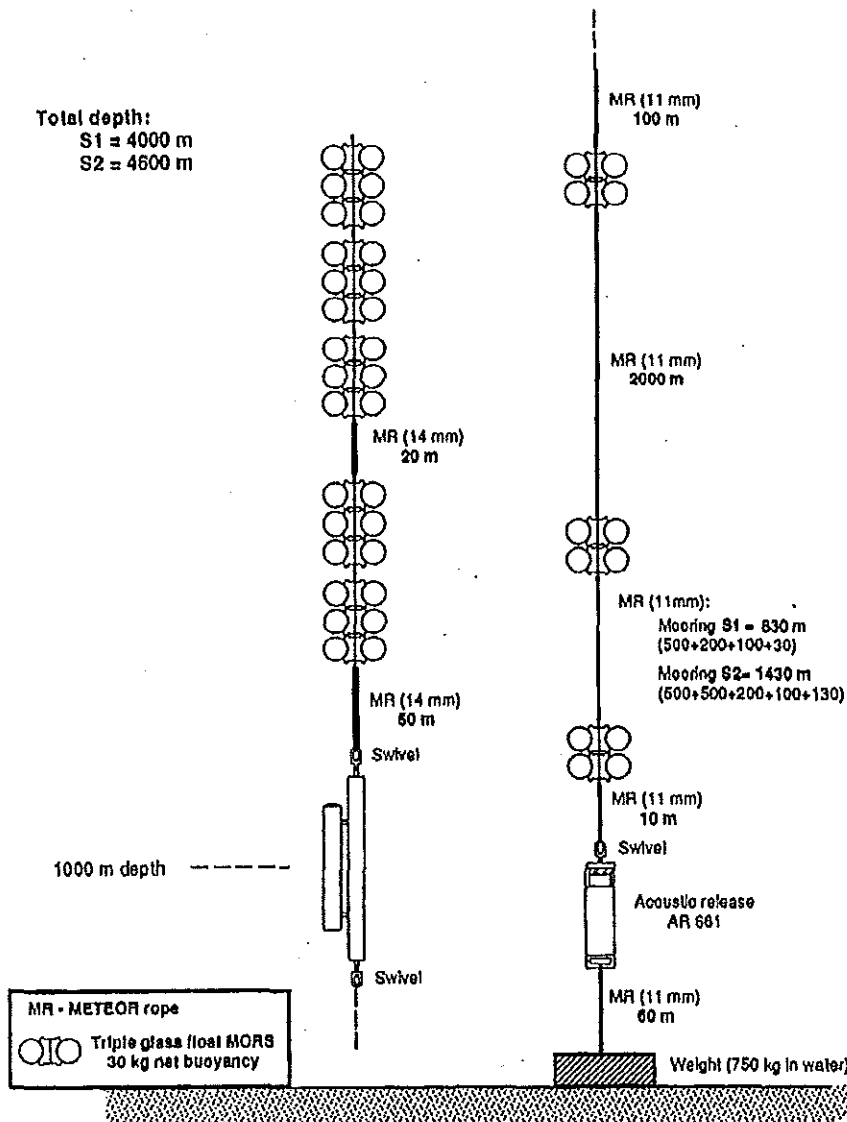 Total depth:
S1 = 4000 m
S2 = 4600 m
MR (14 mm)
20 m
MR (14 mm)
50 m
Swivel
1000 m depth
Swivel
MR - METEOR rope
Triple glass float MORS
30 kg net buoyancy
MR (11 mm)
100 m
MR (11 mm)
2000 m
MR (11mm):
Mooring S1 = 830 m
(500+200+100+30)
Mooring S2= 1430 m
(500+500+200+100+130)
MR (11 mm)
10 m
Swivel
Acoustic release
AR 661
MR (11 mm)
60 m
Weight (750 kg in water)